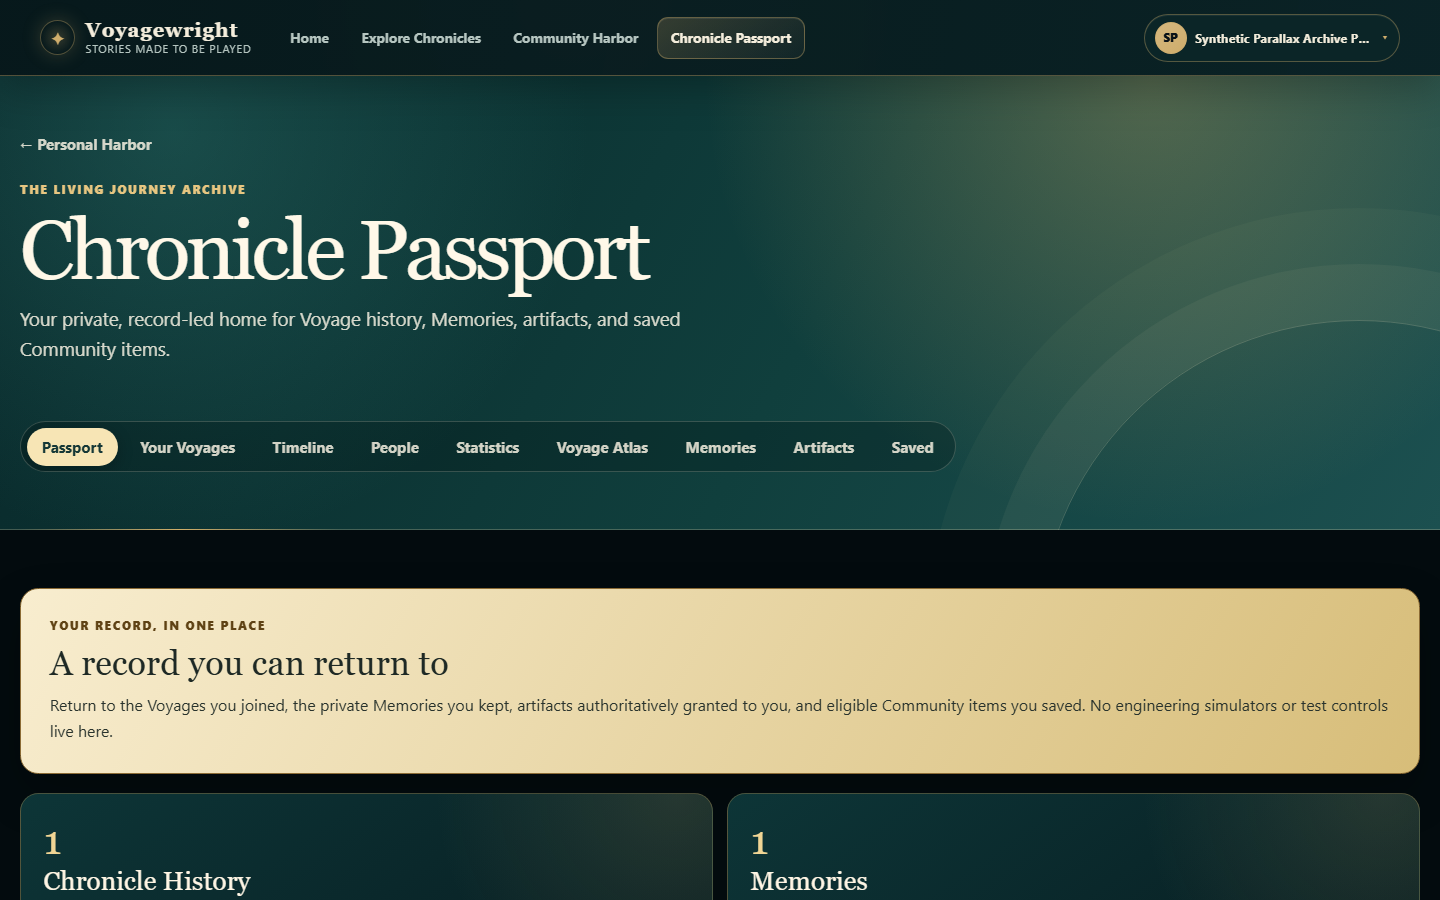 Voyagewright
STORIES MADE TO BE PLAYED
Home
Explore Chronicles
Community Harbor
Chronicle Passport
SP
Synthetic Parallax Archive P...
← Personal Harbor
THE LIVING JOURNEY ARCHIVE
Chronicle Passport
Your private, record-led home for Voyage history, Memories, artifacts, and saved
Community items.
Passport
Your Voyages
Timeline
People
Statistics
Voyage Atlas
Memories
Artifacts
Saved
YOUR RECORD, IN ONE PLACE
A record you can return to
Return to the Voyages you joined, the private Memories you kept, artifacts authoritatively granted to you, and eligible Community items you saved. No engineering simulators or test controls
live here.
1
Chronicle History
1
Memories